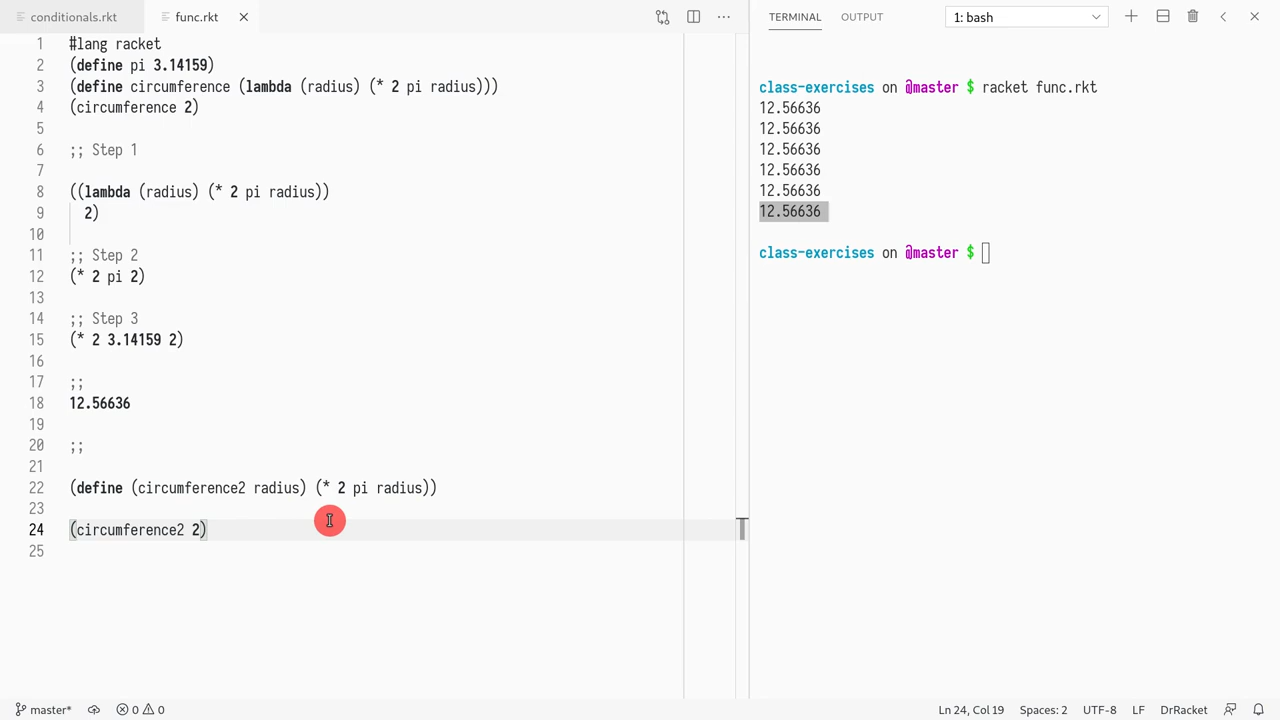 conditionals.rkt
func.rkt
1 #lang racket
2 (define pi 3.14159)
3 (define circumference (lambda (radius) (* 2 pi radius)))
4 (circumference 2)
5
6 ;; Step 1
7
8 ((lambda (radius) (* 2 pi radius))
9 2)
10
11 ;; Step 2
12 (* 2 pi 2)
13
14 ;; Step 3
15 (* 2 3.14159 2)
16
17 ;;
18 12.56636
19
20 ;;
21
22 (define (circumference2 radius) (* 2 pi radius))
23
24 (circumference2 2)
25
TERMINAL OUTPUT 1: bash
class-exercises on @master $ racket func.rkt
12.56636
12.56636
12.56636
12.56636
12.56636
12.56636
class-exercises on @master $
master* 0 0 Ln 24, Col 19 Spaces: 2 UTF-8 LF DrRacket